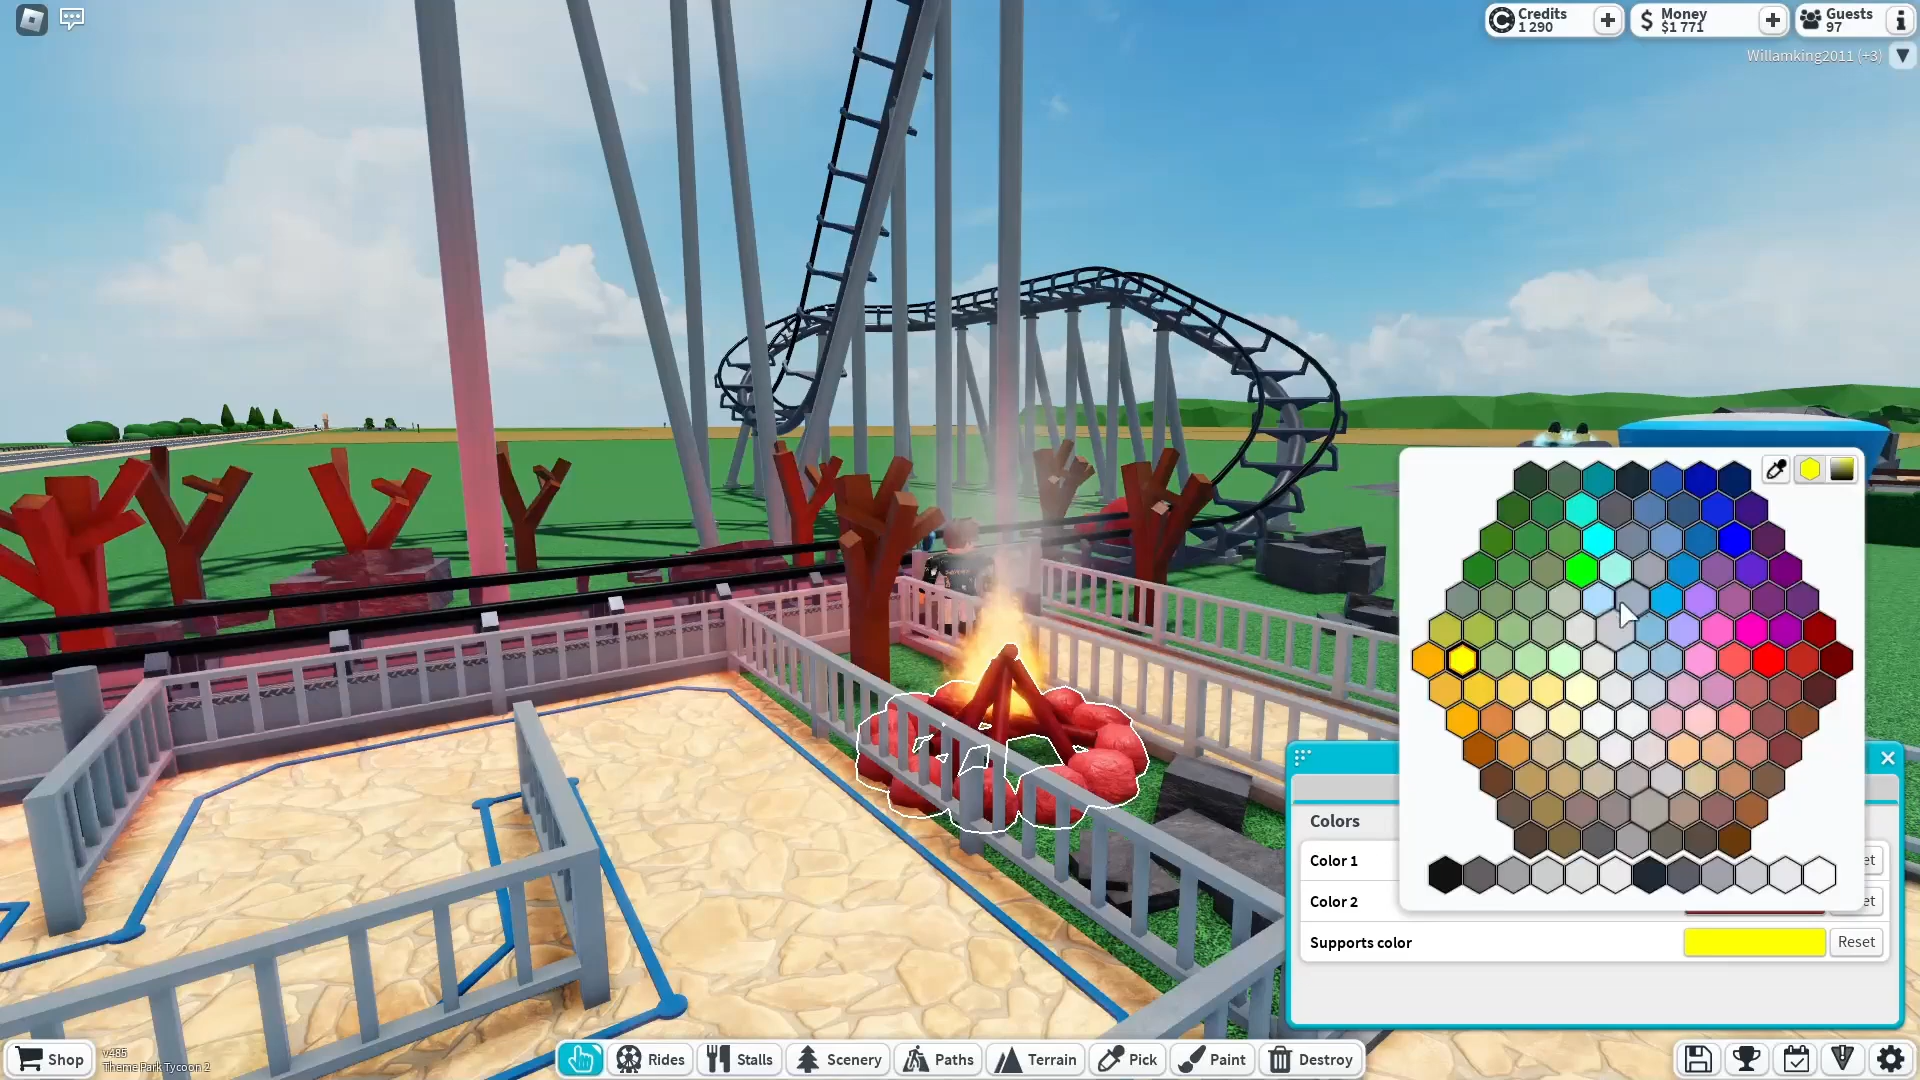 Credits
1 290
Money
$1 771
Guests
97
Willamking2011 (+3)
Colors
Color 1
Color 2
Supports color
Reset
Shop
v485
Theme Park Tycoon 2
Rides
Stalls
Scenery
Paths
Terrain
Pick
Paint
Destroy